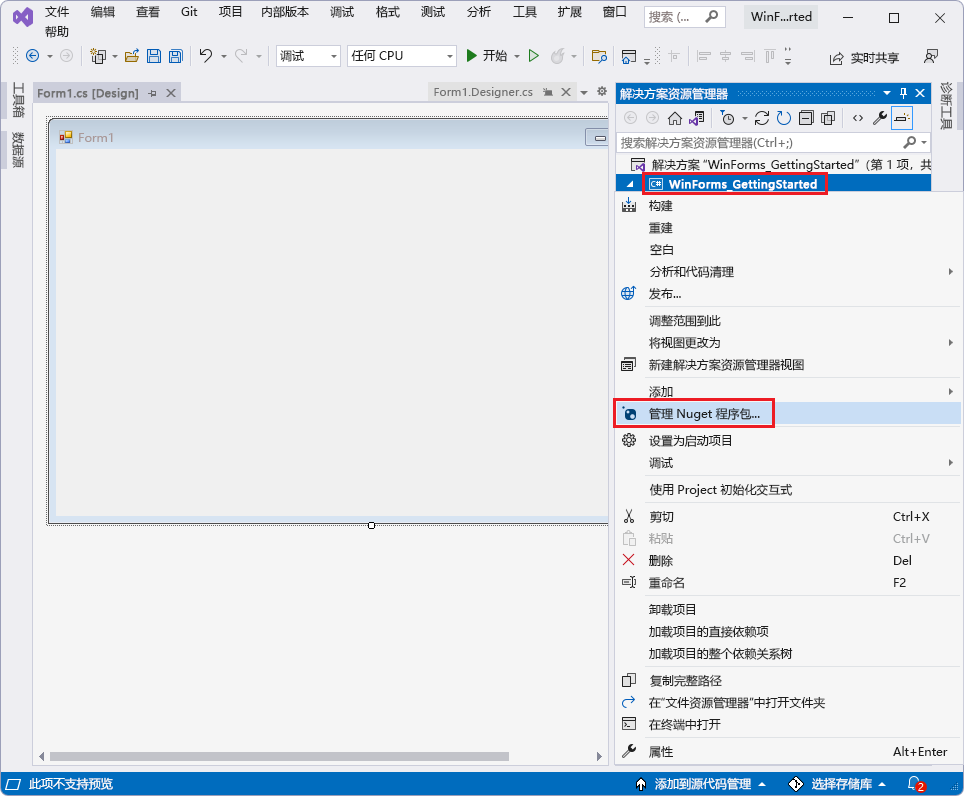 文件 编辑 查看 Git 项目 内部版本 调试 格式 测试 分析 工具 扩展 窗口 搜索 (... WinF...rted
帮助
调试 任何 CPU 开始 实时共享
Form1.cs [Design] Form1.Designer.cs
工具箱
数据源
Form1
解决方案资源管理器
诊断工具
搜索解决方案资源管理器(Ctrl+;)
解决方案 “WinForms_GettingStarted” (第 1 项，共
C# WinForms_GettingStarted
构建
重建
空白
分析和代码清理
发布...
调整范围到此
将视图更改为
新建解决方案资源管理器视图
添加
管理 Nuget 程序包...
设置为启动项目
调试
使用 Project 初始化交互式
剪切 Ctrl+X
粘贴 Ctrl+V
删除 Del
重命名 F2
卸载项目
加载项目的直接依赖项
加载项目的整个依赖关系树
复制完整路径
在“文件资源管理器”中打开文件夹
在终端中打开
属性 Alt+Enter
此项不支持预览 添加到源代码管理 选择存储库 2